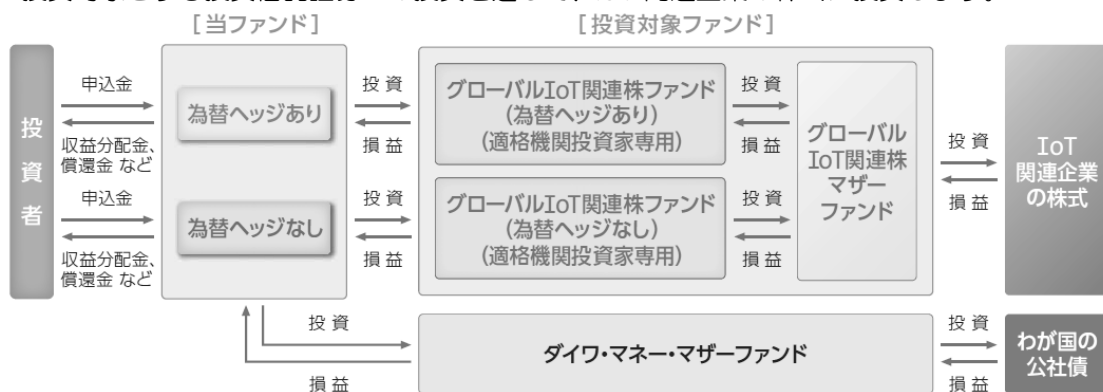 [当ファンド]
[投資対象ファンド]
投資者
申込金
収益分配金、
償還金 など
申込金
収益分配金、
償還金 など
為替ヘッジあり
為替ヘッジなし
投 資
損 益
投 資
損 益
グローバルIoT関連株ファンド
(為替ヘッジあり)
(適格機関投資家専用)
グローバルIoT関連株ファンド
(為替ヘッジなし)
(適格機関投資家専用)
投 資
損 益
投 資
損 益
グローバル
IoT関連株
マザー
ファンド
投 資
損 益
IoT
関連企業
の株式
投 資
損 益
ダイワ・マネー・マザーファンド
投 資
損 益
わが国の
公社債